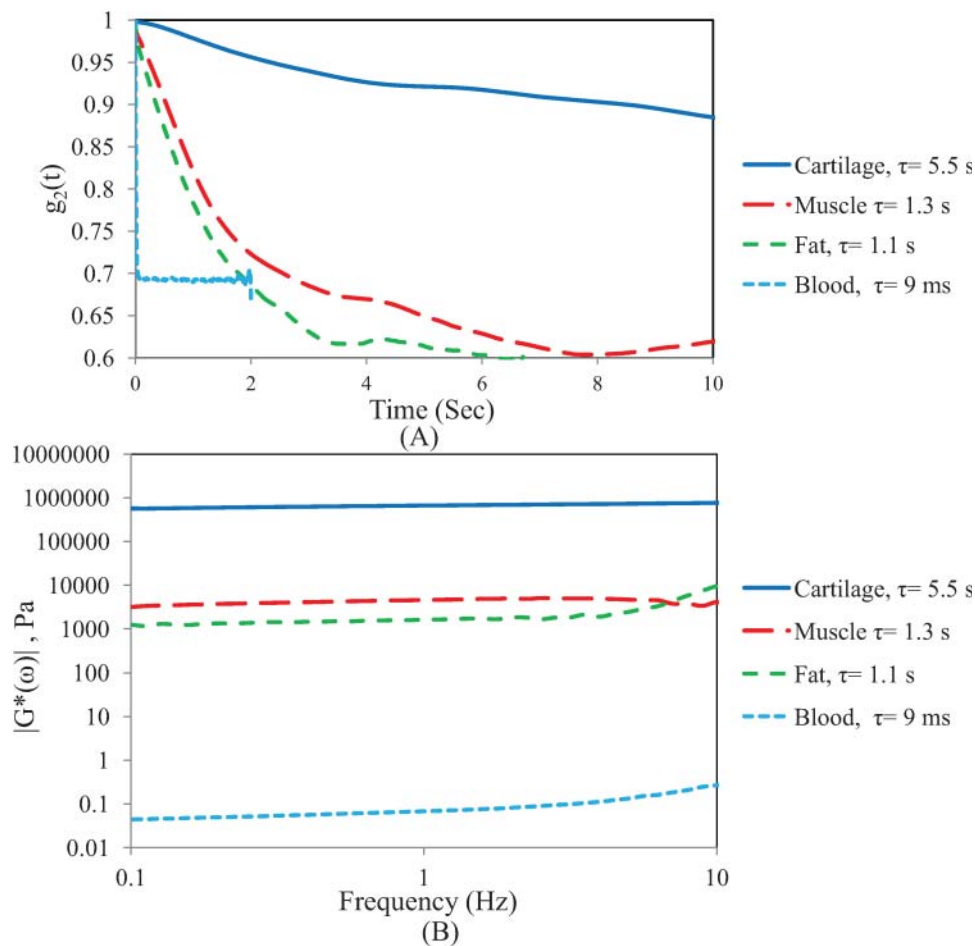 1
0.95
0.9
0.85
0.8
0.75
0.7
0.65
0.6
g₂(t)
0 2 4 6 8 10
Time (Sec)
(A)
Cartilage, τ= 5.5 s
Muscle τ= 1.3 s
Fat, τ= 1.1 s
Blood, τ= 9 ms
10000000
1000000
100000
10000
1000
100
10
1
0.1
0.01
|G*(ω)| , Pa
0.1 1 10
Frequency (Hz)
(B)
Cartilage, τ= 5.5 s
Muscle τ= 1.3 s
Fat, τ= 1.1 s
Blood, τ= 9 ms